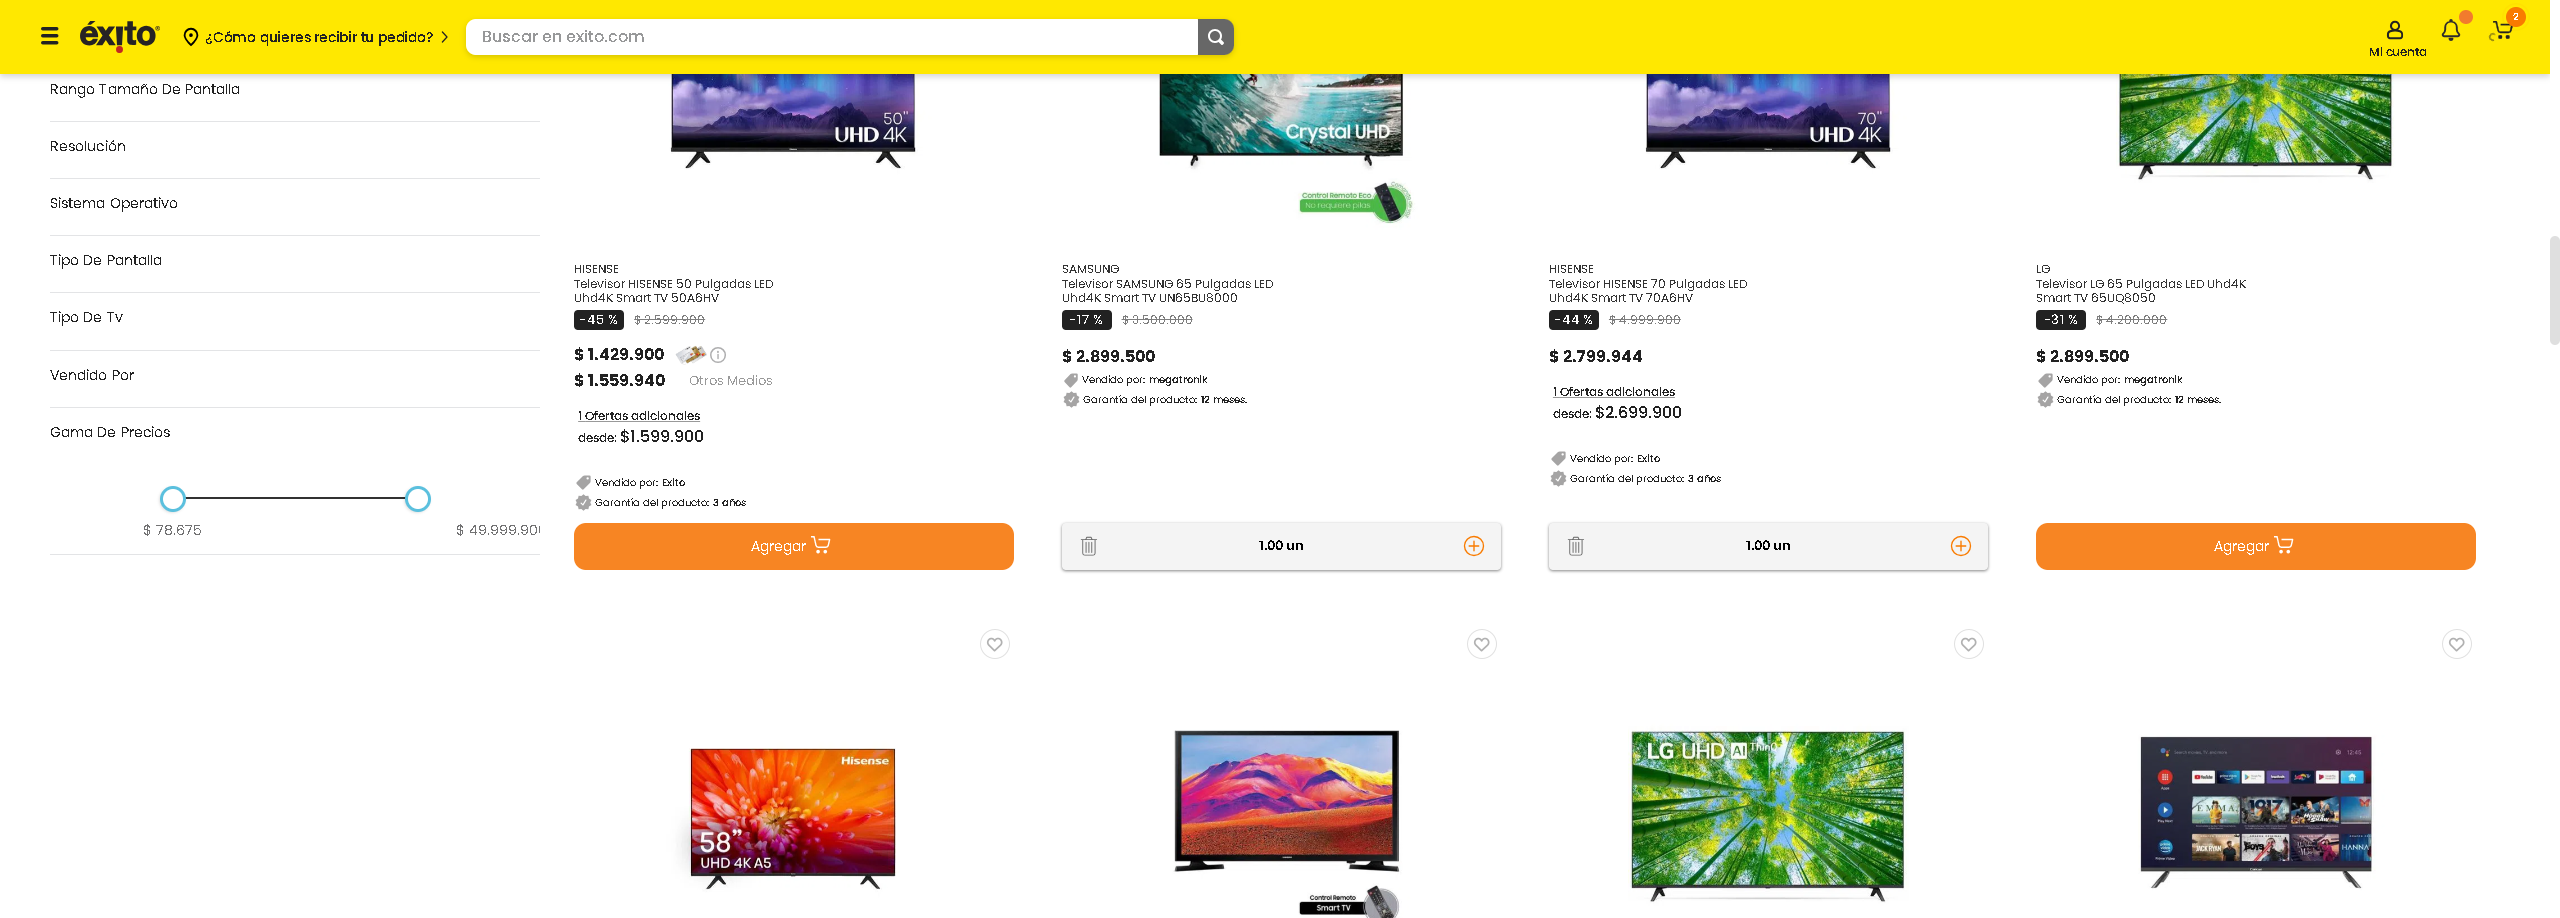 éxito
¿Cómo quieres recibir tu pedido?
Buscar en exito.com
Mi cuenta
2
Rango Tamaño De Pantalla
Resolución
Sistema Operativo
Tipo De Pantalla
Tipo De Tv
Vendido Por
Gama De Precios
$ 78.675
$ 49.999.90
50"
UHD 4K
HISENSE
Televisor HISENSE 50 Pulgadas LED
Uhd4K Smart TV 50A6HV
-45 %
$ 2.599.900
$ 1.429.900
$ 1.559.940
Otros Medios
1 Ofertas adicionales
desde: $1.599.900
Vendido por: Exito
Garantía del producto: 3 años
Agregar
Crystal UHD
Control Remoto Eco
No requiere pilas
SAMSUNG
Televisor SAMSUNG 65 Pulgadas LED
Uhd4K Smart TV UN65BU8000
-17 %
$ 3.500.000
$ 2.899.500
Vendido por: megatronik
Garantía del producto: 12 meses.
1.00 un
70"
UHD 4K
HISENSE
Televisor HISENSE 70 Pulgadas LED
Uhd4K Smart TV 70A6HV
-44 %
$ 4.999.900
$ 2.799.944
1 Ofertas adicionales
desde: $2.699.900
Vendido por: Exito
Garantía del producto: 3 años
1.00 un
LG
Televisor LG 65 Pulgadas LED Uhd4K
Smart TV 65UQ8050
-31 %
$ 4.200.000
$ 2.899.500
Vendido por: megatronik
Garantía del producto: 12 meses.
Agregar
Hisense
58"
UHD 4K A5
Control Remoto
Smart TV
LG UHD AI ThinQ
12:45
EMMA.
1917
JACK RYAN
BOYS
HANNA